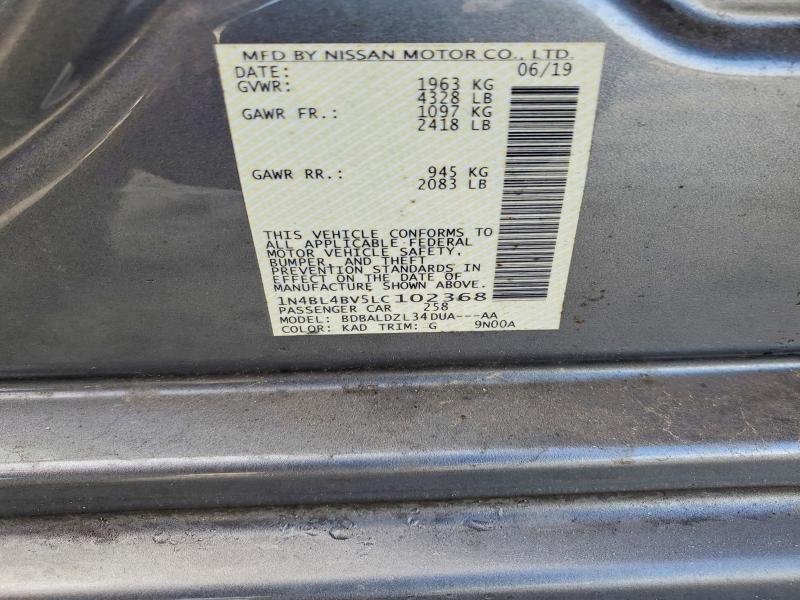 MFD BY NISSAN MOTOR CO., LTD.
DATE: 06/19
GVWR: 1963 KG
4328 LB
GAWR FR.: 1097 KG
2418 LB
GAWR RR.: 945 KG
2083 LB
THIS VEHICLE CONFORMS TO
ALL APPLICABLE FEDERAL
MOTOR VEHICLE SAFETY,
BUMPER, AND THEFT
PREVENTION STANDARDS IN
EFFECT ON THE DATE OF
MANUFACTURE SHOWN ABOVE.
1N4BL4BV5LC102368
PASSENGER CAR 258
MODEL: BDBALDZL34DUA---AA
COLOR: KAD TRIM: G 9N00A